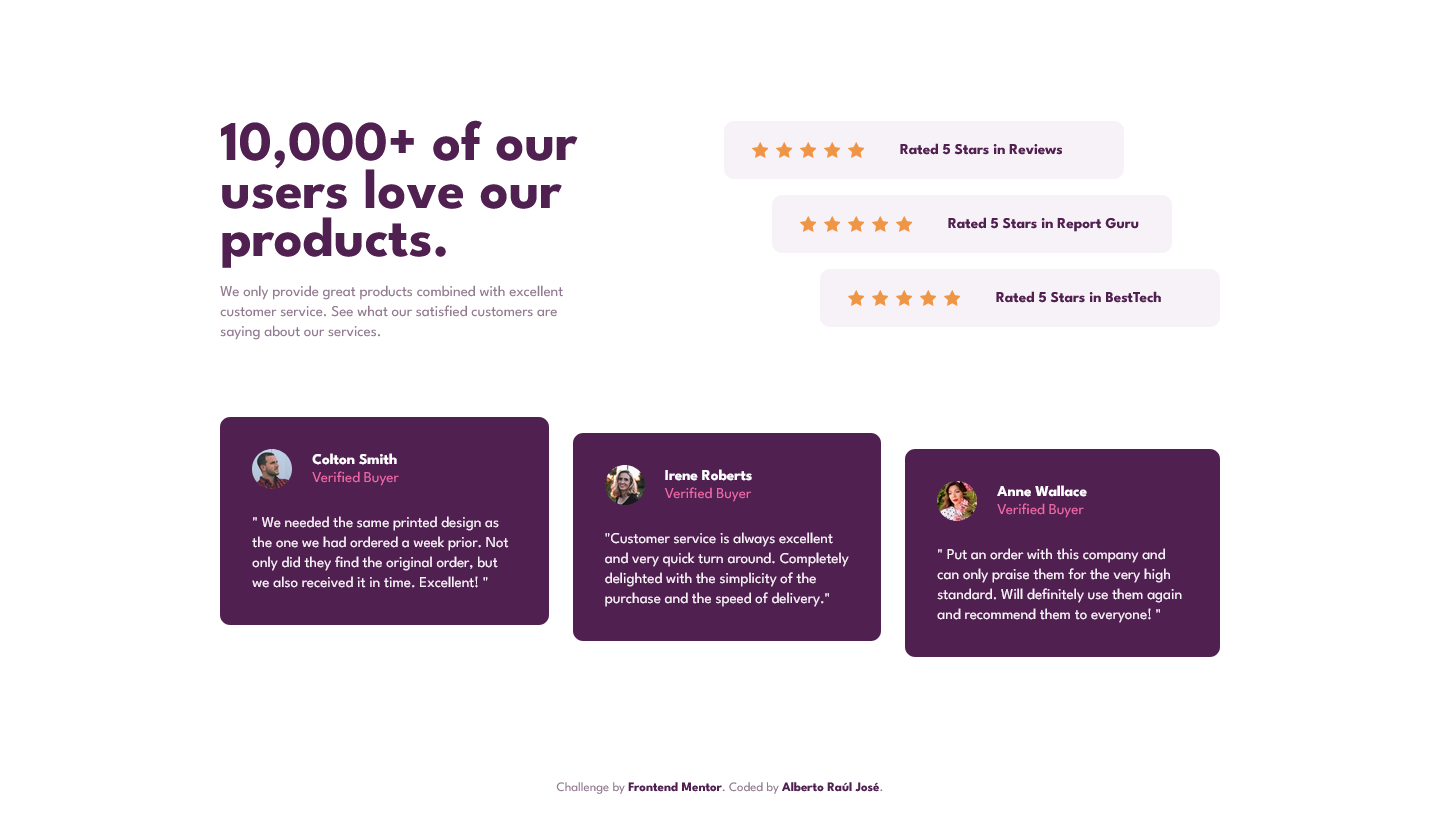 10,000+ of our
users love our
products.
We only provide great products combined with excellent
customer service. See what our satisfied customers are
saying about our services.
Rated 5 Stars in Reviews
Rated 5 Stars in Report Guru
Rated 5 Stars in BestTech
Colton Smith
Verified Buyer
" We needed the same printed design as
the one we had ordered a week prior. Not
only did they find the original order, but
we also received it in time. Excellent! "
Irene Roberts
Verified Buyer
"Customer service is always excellent
and very quick turn around. Completely
delighted with the simplicity of the
purchase and the speed of delivery."
Anne Wallace
Verified Buyer
" Put an order with this company and
can only praise them for the very high
standard. Will definitely use them again
and recommend them to everyone! "
Challenge by Frontend Mentor. Coded by Alberto Raúl José.